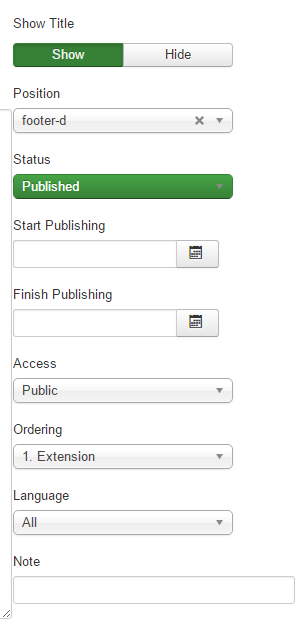 Show Title
Show Hide
Position
footer-d
Status
Published
Start Publishing
Finish Publishing
Access
Public
Ordering
1. Extension
Language
All
Note